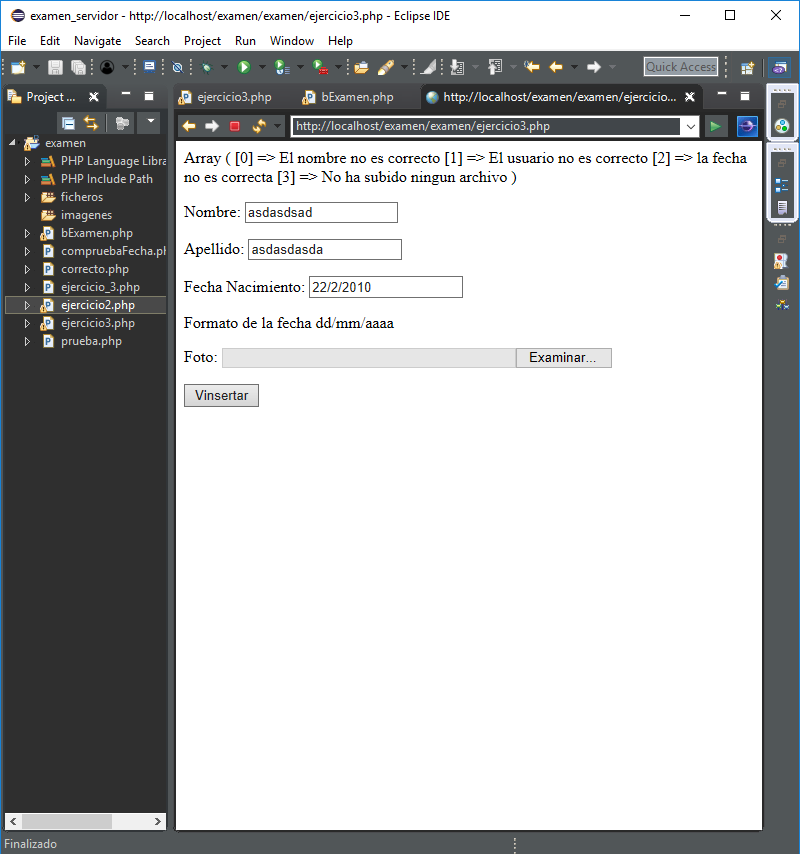 examen_servidor - http://localhost/examen/examen/ejercicio3.php - Eclipse IDE
File Edit Navigate Search Project Run Window Help
Quick Access
Project ...
ejercicio3.php
bExamen.php
http://localhost/examen/examen/ejercicio...
http://localhost/examen/examen/ejercicio3.php
examen
PHP Language Libra
PHP Include Path
ficheros
imagenes
bExamen.php
compruebaFecha.ph
correcto.php
ejercicio_3.php
ejercicio2.php
ejercicio3.php
prueba.php
Array ( [0] => El nombre no es correcto [1] => El usuario no es correcto [2] => la fecha
no es correcta [3] => No ha subido ningun archivo )
Nombre: asdasdsad
Apellido: asdasdasda
Fecha Nacimiento: 22/2/2010
Formato de la fecha dd/mm/aaaa
Foto: Examinar...
Vinsertar
Finalizado